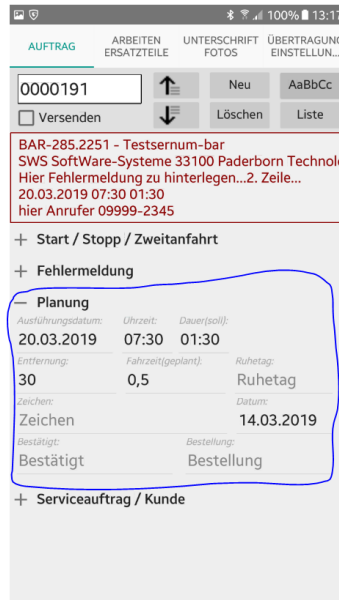 100% 13:17
AUFTRAG ARBEITEN ERSATZTEILE UNTERSCHRIFT FOTOS ÜBERTRAGUNG EINSTELLUN...
0000191 Neu AaBbCc
Versenden Löschen Liste
BAR-285.2251 - Testsernum-bar
SWS SoftWare-Systeme 33100 Paderborn Technol
Hier Fehlermeldung zu hinterlegen...2. Zeile...
20.03.2019 07:30 01:30
hier Anrufer 09999-2345
+ Start / Stopp / Zweitanfahrt
+ Fehlermeldung
— Planung
Ausführungsdatum: Uhrzeit: Dauer(soll):
20.03.2019 07:30 01:30
Entfernung: Fahrzeit(geplant): Ruhetag:
30 0,5 Ruhetag
Zeichen: Datum:
Zeichen 14.03.2019
Bestätigt: Bestellung:
Bestätigt Bestellung
+ Serviceauftrag / Kunde